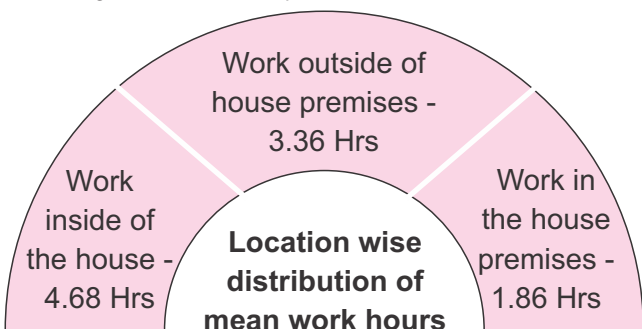 Work outside of
house premises -
3.36 Hrs
Work
inside of
the house -
4.68 Hrs
Location wise
distribution of
mean work hours
Work in
the house
premises -
1.86 Hrs